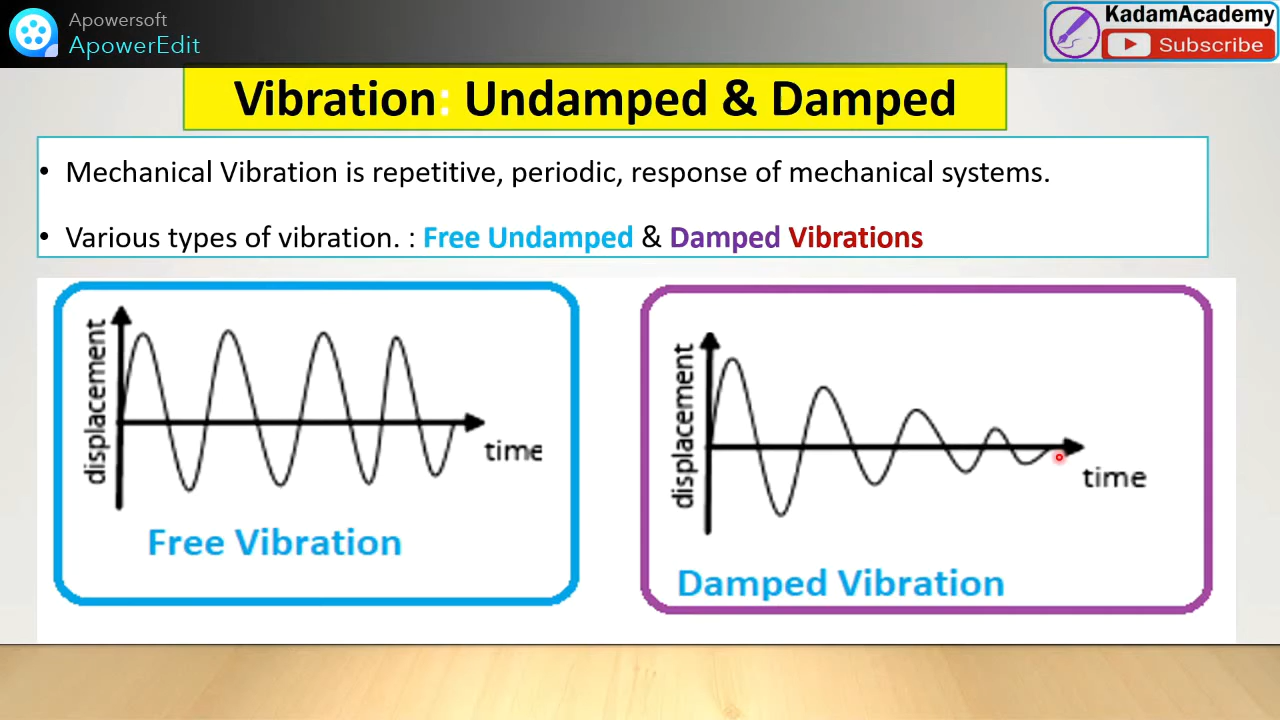 Apowersoft
ApowerEdit
KadamAcademy
Subscribe
Vibration: Undamped & Damped
• Mechanical Vibration is repetitive, periodic, response of mechanical systems.
• Various types of vibration. : Free Undamped & Damped Vibrations
displacement
time
Free Vibration
displacement
time
Damped Vibration